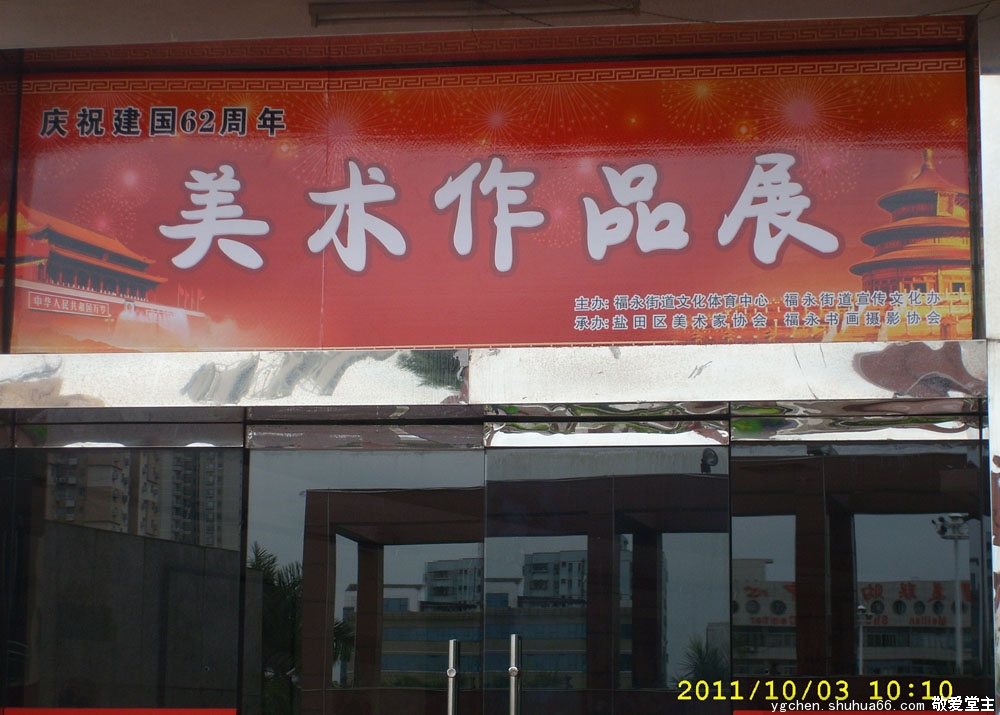 庆祝建国62周年
美术作品展
中华人民共和国万岁
主办: 福永街道文化体育中心 福永街道宣传文化办
承办: 盐田区美术家协会 福永书画摄影协会
2011/10/03 10:10
ygchen.shuhua66.com 敬爱堂主